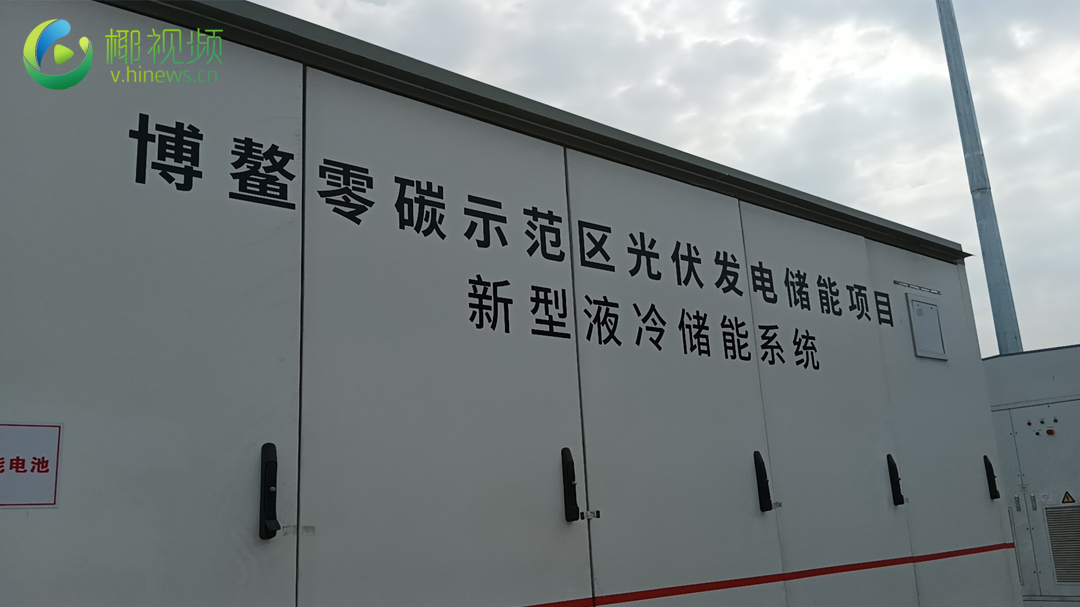 椰视频
v.hinews.cn
博鳌零碳示范区光伏发电储能项目
新型液冷储能系统
能电池